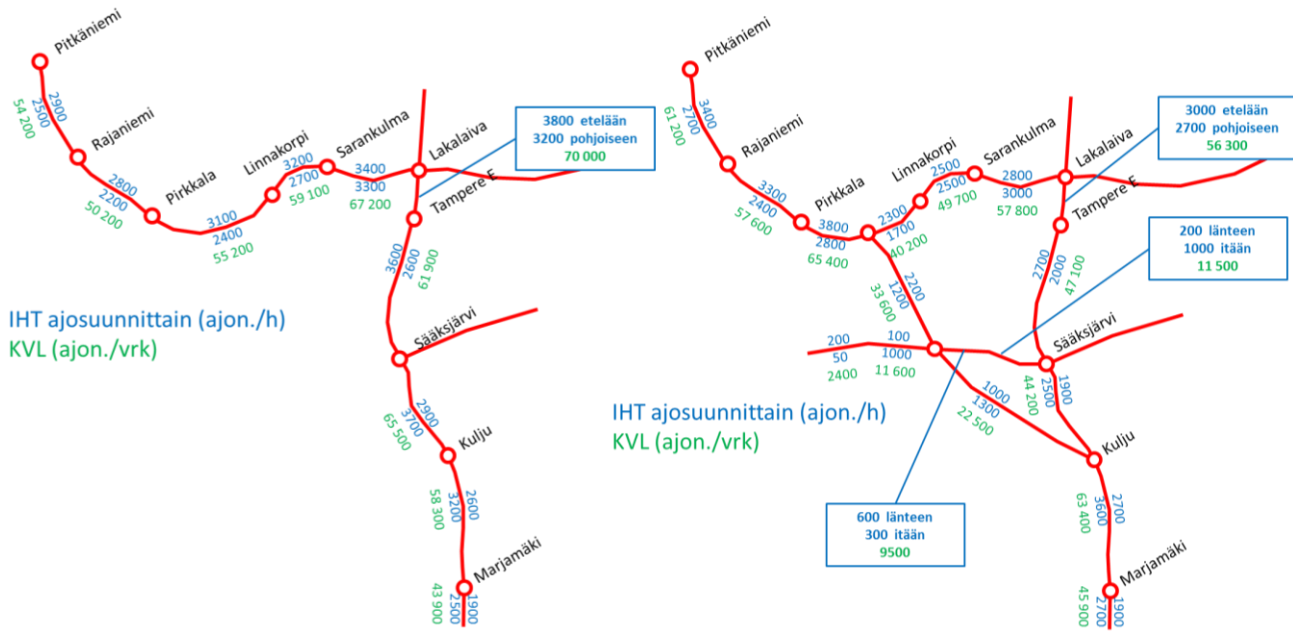 Pitkäniemi
2900
2500
54 200
Rajaniemi
2800
2200
50 200
Pirkkala
3100
2400
55 200
Linnakorpi
3200
2700
59 100
Sarankulma
3400
3300
67 200
Lakalaiva
3800 etelään
3200 pohjoiseen
70 000
Tampere E
3600
2600
61 900
Sääksjärvi
2900
3700
65 500
Kulju
2600
3200
58 300
Marjamäki
1900
2500
43 900
IHT ajosuunnittain (ajon./h)
KVL (ajon./vrk)
Pitkäniemi
3400
2700
61 200
Rajaniemi
3300
2400
57 600
Pirkkala
3800
2800
65 400
Linnakorpi
2300
1700
40 200
2500
2500
49 700
Sarankulma
2800
3000
57 800
Lakalaiva
3000 etelään
2700 pohjoiseen
56 300
Tampere E
2700
2000
47 100
200 länteen
1000 itään
11 500
2200
1200
33 600
200
50
2400
100
1000
11 600
Sääksjärvi
1900
2500
44 200
1000
1300
22 500
Kulju
600 länteen
300 itään
9500
2700
3600
63 400
Marjamäki
1900
2700
45 900
IHT ajosuunnittain (ajon./h)
KVL (ajon./vrk)